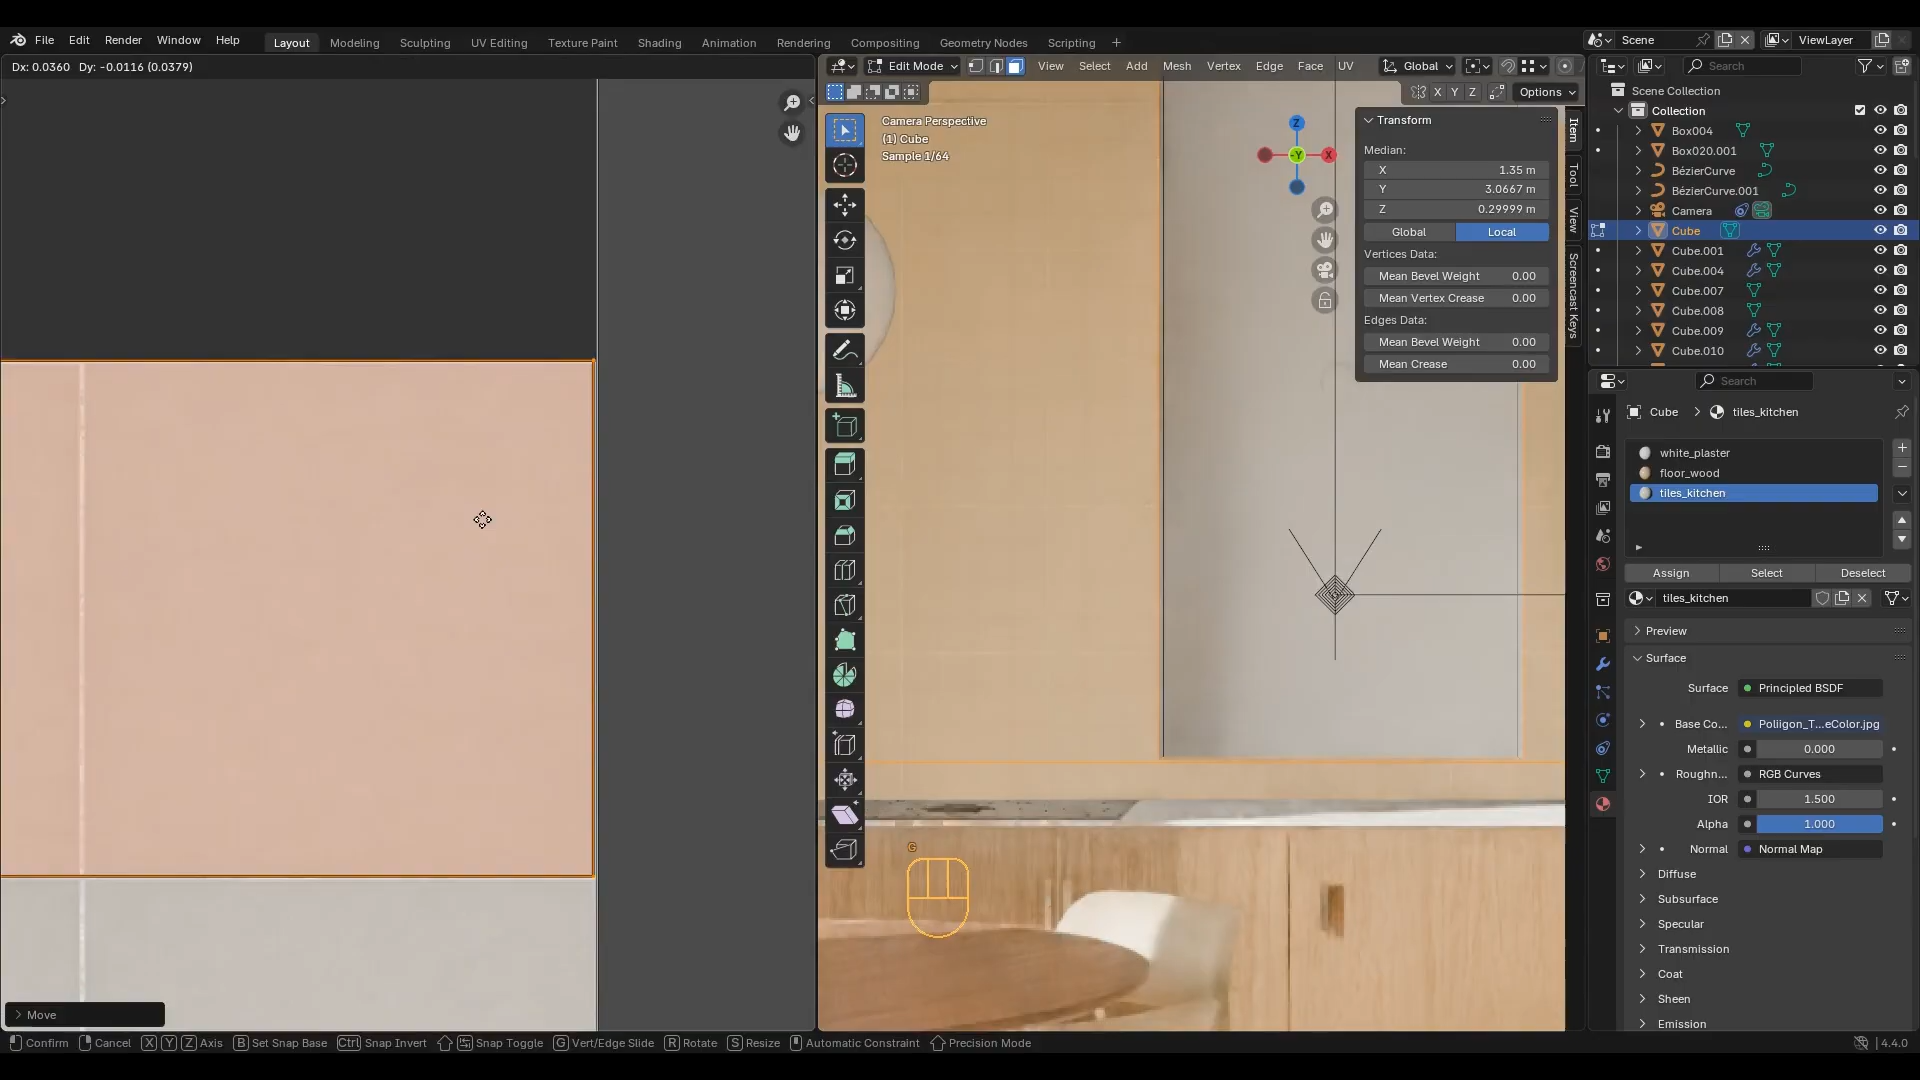 File Edit Render Window Help Layout Modeling Sculpting UV Editing Texture Paint Shading Animation Rendering Compositing Geometry Nodes Scripting + Scene ViewLayer
Dx: 0.0360 Dy: -0.0116 (0.0379)
Edit Mode View Select Add Mesh Vertex Edge Face UV Global
X Y Z Options
Camera Perspective
(1) Cube
Sample 1/64
Z
-Y
X
Transform
Median:
X 1.35 m
Y 3.0667 m
Z 0.29999 m
Global Local
Vertices Data:
Mean Bevel Weight 0.00
Mean Vertex Crease 0.00
Edges Data:
Mean Bevel Weight 0.00
Mean Crease 0.00
Item
Tool
View
Screencast Keys
Search
Scene Collection
Collection
Box004
Box020.001
BézierCurve
BézierCurve.001
Camera
Cube
Cube.001
Cube.004
Cube.007
Cube.008
Cube.009
Cube.010
Search
Cube > tiles_kitchen
white_plaster
floor_wood
tiles_kitchen
Assign Select Deselect
tiles_kitchen
Preview
Surface
Surface Principled BSDF
Base Co... Poliigon_T...eColor.jpg
Metallic 0.000
Roughn... RGB Curves
IOR 1.500
Alpha 1.000
Normal Normal Map
Diffuse
Subsurface
Specular
Transmission
Coat
Sheen
Emission
G
Move
Confirm Cancel X Y Z Axis B Set Snap Base Ctrl Snap Invert Snap Toggle G Vert/Edge Slide R Rotate S Resize Automatic Constraint Precision Mode 4.4.0